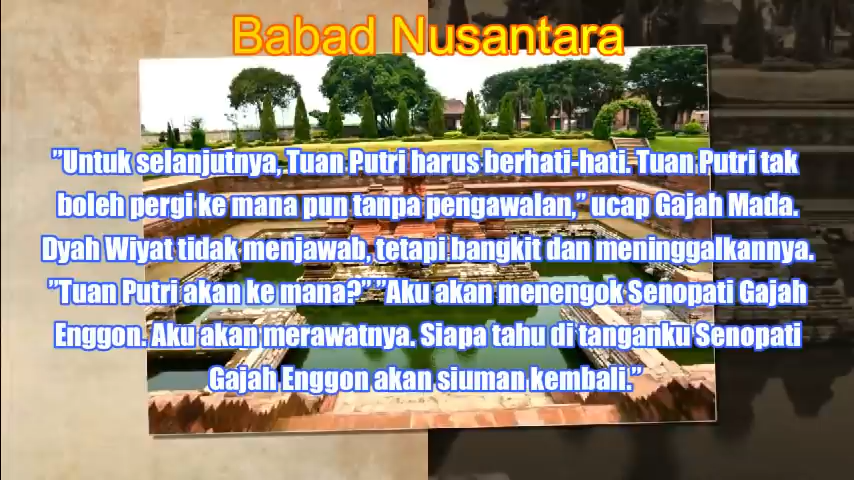 Babad Nusantara
”Untuk selanjutnya, Tuan Putri harus berhati-hati. Tuan Putri tak
boleh pergi ke mana pun tanpa pengawalan,” ucap Gajah Mada.
Dyah Wiyat tidak menjawab, tetapi bangkit dan meninggalkannya.
”Tuan Putri akan ke mana?” ”Aku akan menengok Senopati Gajah
Enggon. Aku akan merawatnya. Siapa tahu di tanganku Senopati
Gajah Enggon akan siuman kembali.”